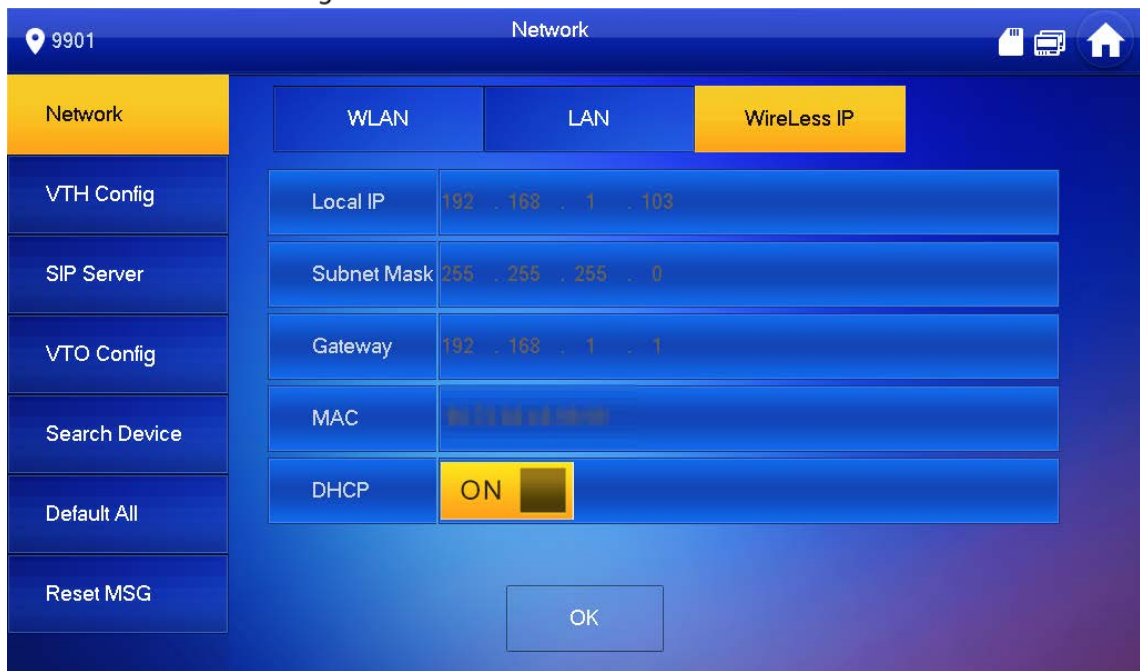 9901
Network
Network
WLAN
LAN
WireLess IP
VTH Config
Local IP 192 . 168 . 1 . 103
SIP Server
Subnet Mask 255 . 255 . 255 . 0
VTO Config
Gateway 192 . 168 . 1 . 1
Search Device
MAC
Default All
DHCP ON
Reset MSG
OK